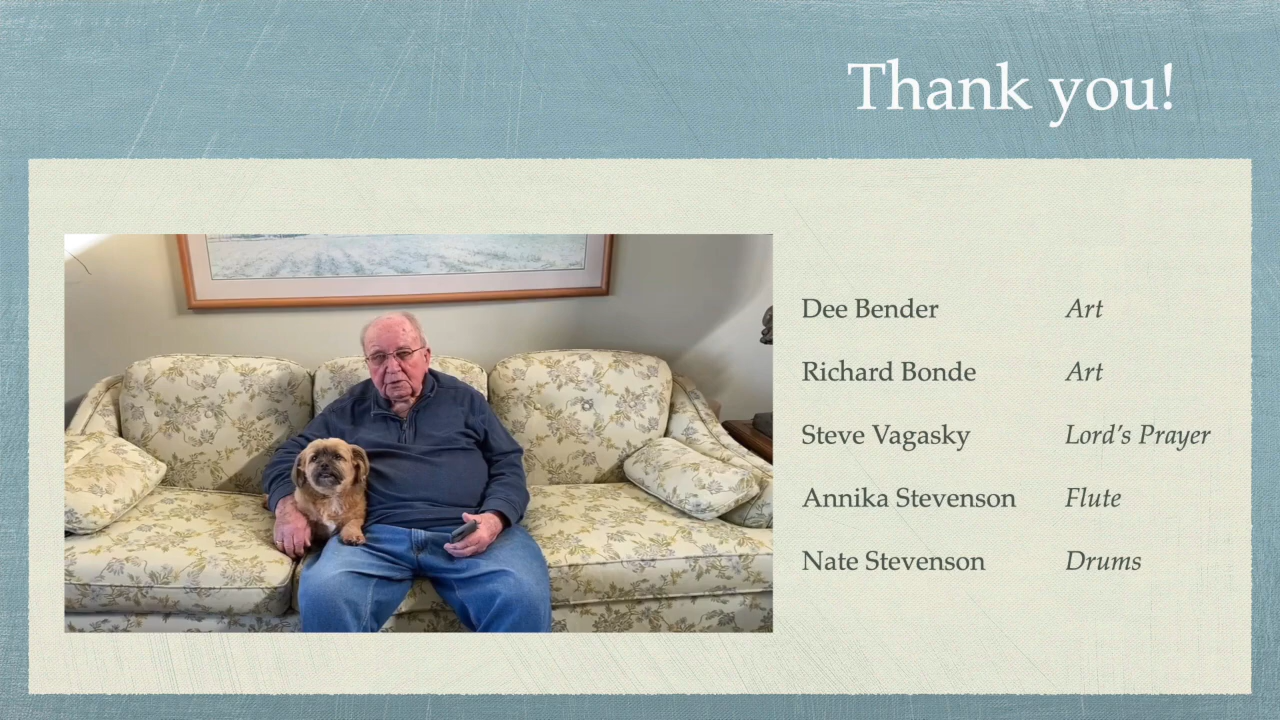 Thank you!
Dee Bender Art
Richard Bonde Art
Steve Vagasky Lord's Prayer
Annika Stevenson Flute
Nate Stevenson Drums